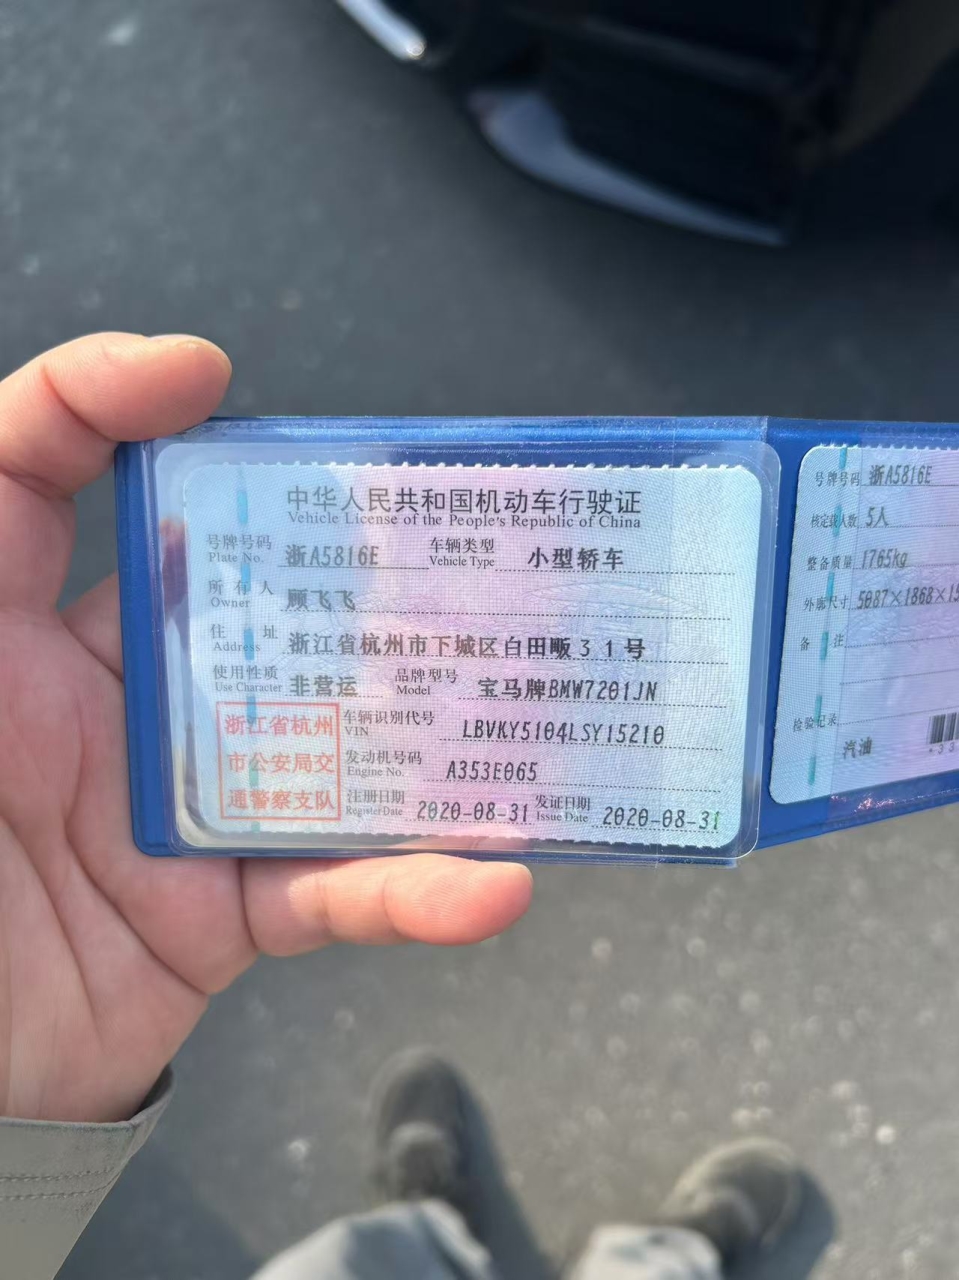 中华人民共和国机动车行驶证
Vehicle License of the People's Republic of China
号牌号码 浙A5816E 车辆类型 小型轿车
Plate No. Vehicle Type
所有人 顾飞飞
Owner
住址 浙江省杭州市下城区白田畈31号
Address
使用性质 非营运 品牌型号 宝马牌BMW7201JN
Use Character Model
浙江省杭州
市公安局交
通警察支队
车辆识别代号 LBVKY5104LSY15210
VIN
发动机号码 A353E065
Engine No.
注册日期 2020-08-31 发证日期 2020-08-31
Register Date Issue Date
号牌号码 浙A5816E
核定载人数 5人
整备质量 1765kg
外廓尺寸 5087×1868×15
备注
检验记录
汽油